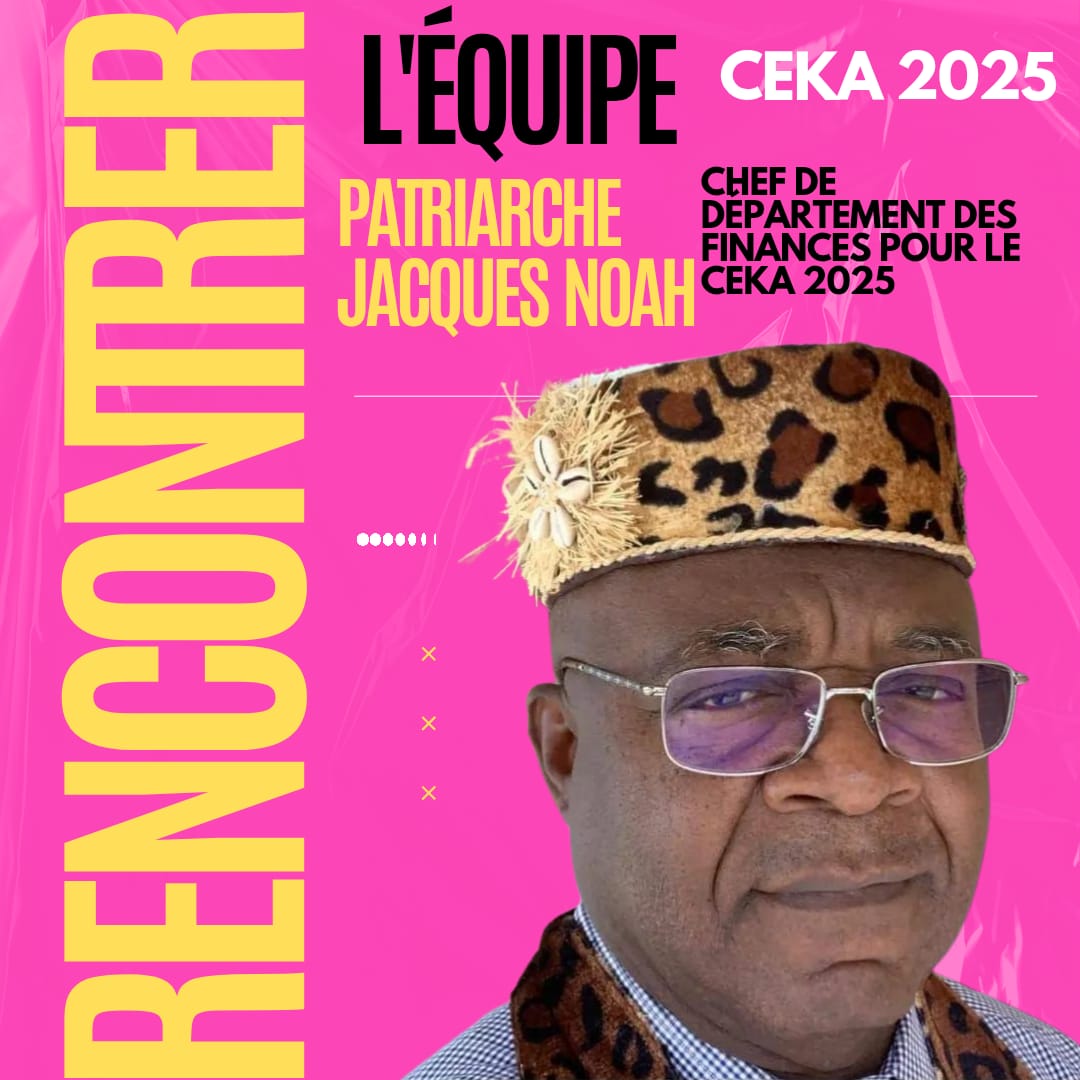 RENCONTRER
L'ÉQUIPE
CEKA 2025
PATRIARCHE
JACQUES NOAH
CHEF DE
DÉPARTEMENT DES
FINANCES POUR LE
CEKA 2025